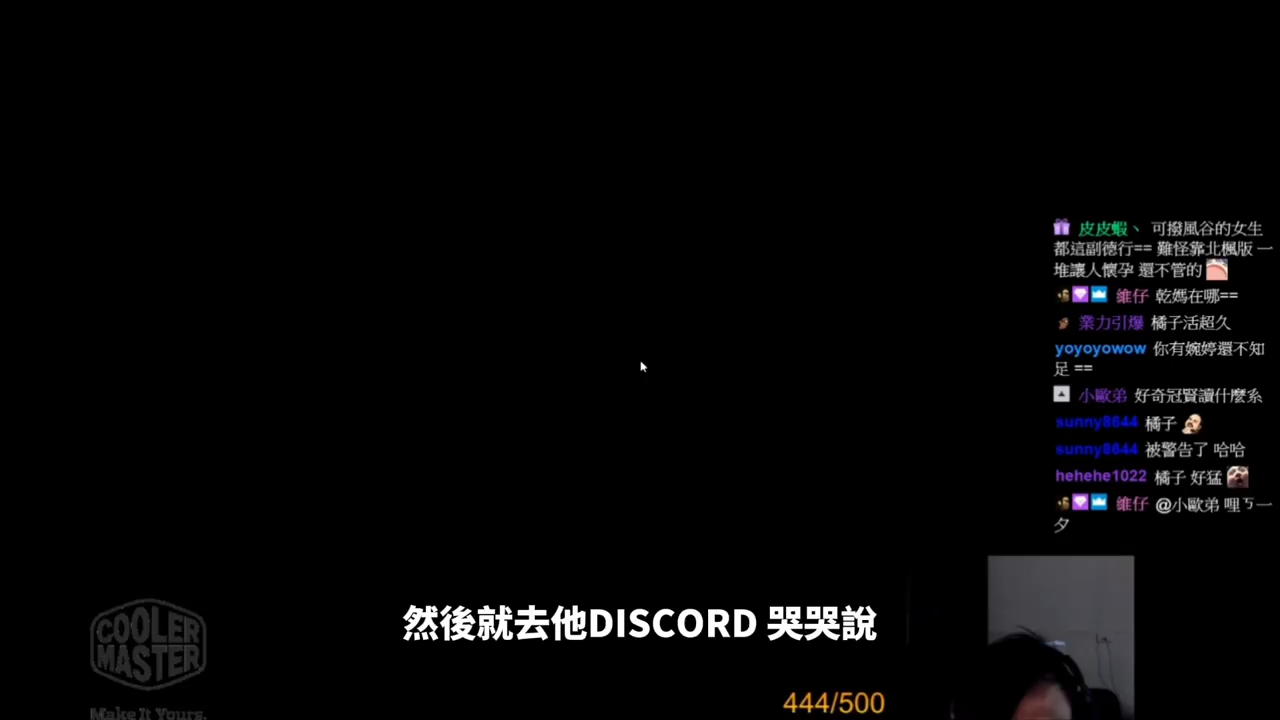 皮皮蝦丶 可撥風谷的女生
都這副德行== 難怪靠北楓版 一
堆讓人懷孕 還不管的
維仔 乾媽在哪==
業力引爆 橘子活超久
yoyoyowow 你有婉婷還不知
足 ==
小歐弟 好奇冠賢讀什麼系
sunny8644 橘子
sunny8644 被警告了 哈哈
hehehe1022 橘子 好猛
維仔 @小歐弟 哩ㄎ一
夕
然後就去他DISCORD 哭哭說
COOLER
MASTER
Make It Yours.
444/500